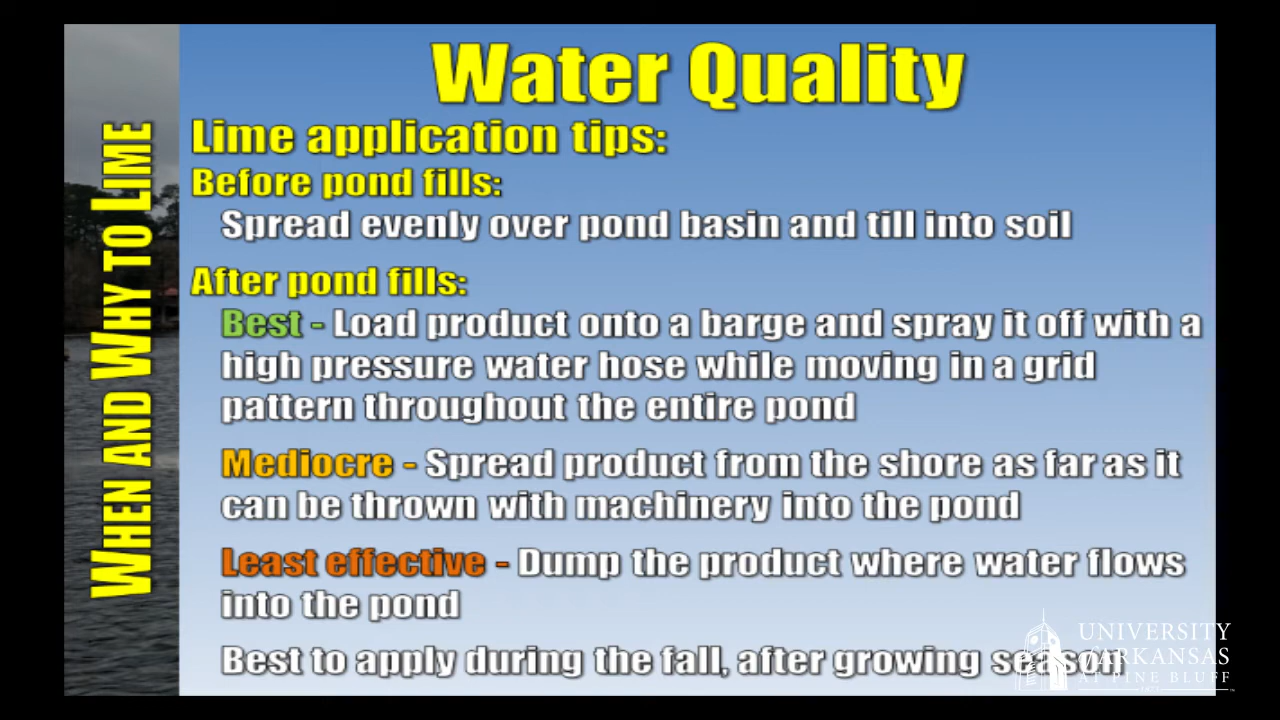 Water Quality
WHEN AND WHY TO LIME
Lime application tips:
Before pond fills:
Spread evenly over pond basin and till into soil
After pond fills:
Best - Load product onto a barge and spray it off with a
high pressure water hose while moving in a grid
pattern throughout the entire pond
Mediocre - Spread product from the shore as far as it
can be thrown with machinery into the pond
Least effective - Dump the product where water flows
into the pond
Best to apply during the fall, after growing season
UNIVERSITY
of ARKANSAS
AT PINE BLUFF